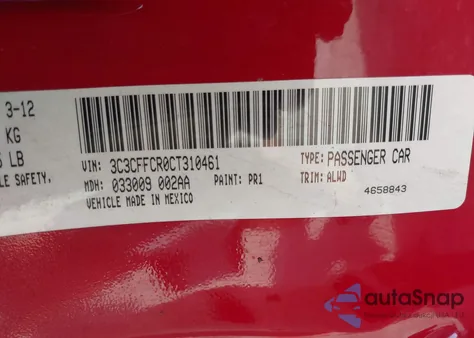 3-12
KG
LB
LE SAFETY,
VIN: 3C3CFFCR0CT310461
TYPE: PASSENGER CAR
MDH: 033009 002AA
PAINT: PR1
TRIM: ALWD
VEHICLE MADE IN MEXICO
4658843
autoSnap